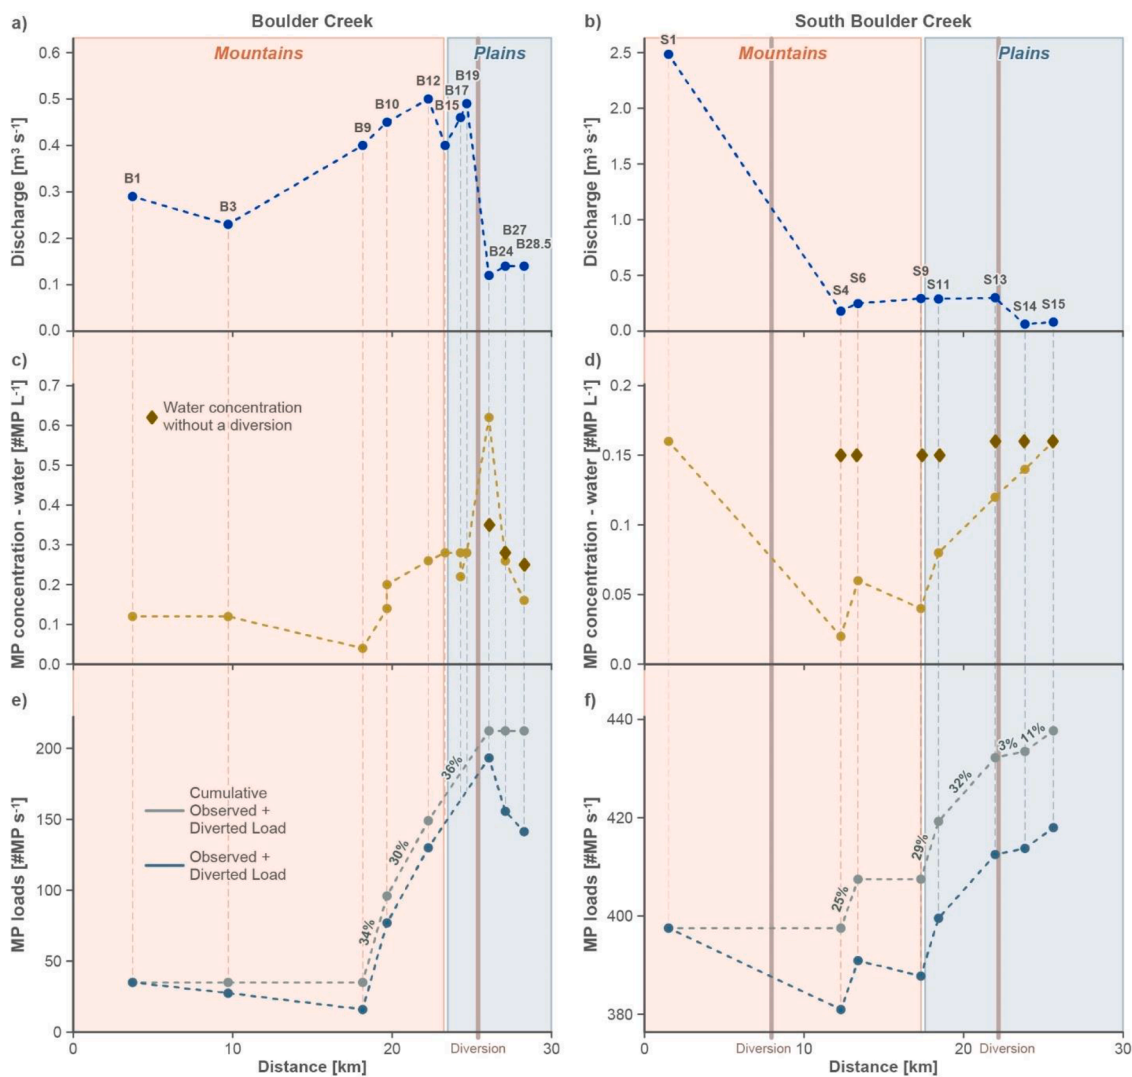 a)
Boulder Creek
b)
South Boulder Creek
Mountains
Plains
Mountains
Plains
Discharge [m³ s⁻¹]
0.6
0.5
0.4
0.3
0.2
0.1
0.0
B1
B3
B9
B10
B12
B15
B17
B19
B24
B27
B28.5
Discharge [m³ s⁻¹]
2.5
2.0
1.5
1.0
0.5
0.0
S1
S4
S6
S9
S11
S13
S14
S15
c)
MP concentration - water [#MP L⁻¹]
0.7
0.6
0.5
0.4
0.3
0.2
0.1
0.0
Water concentration
without a diversion
d)
MP concentration - water [#MP L⁻¹]
0.2
0.15
0.1
0.05
0.0
e)
MP loads [#MP s⁻¹]
200
150
100
50
0
34%
30%
36%
Cumulative
Observed +
Diverted Load
Observed +
Diverted Load
f)
MP loads [#MP s⁻¹]
440
420
400
380
25%
29%
32%
3%
11%
0
10
20
Diversion
30
Distance [km]
0
Diversion
10
20
Diversion
30
Distance [km]